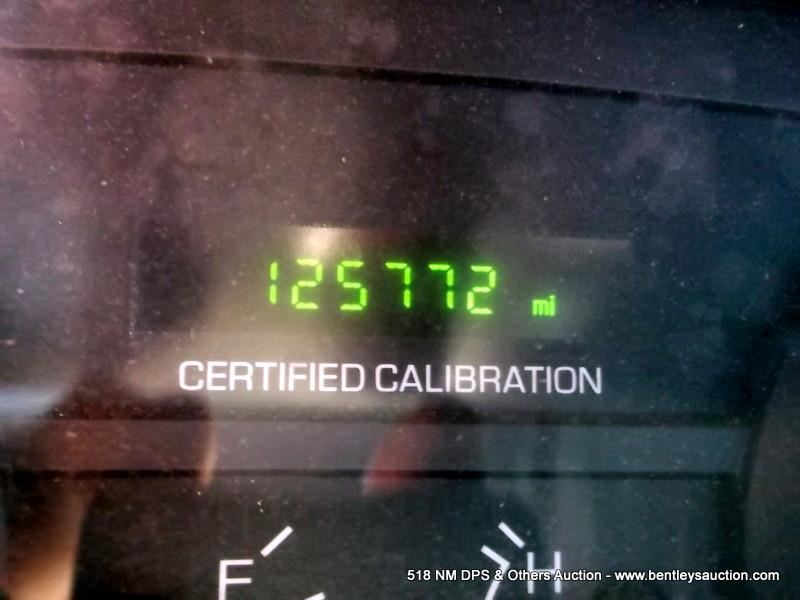 125772 mi
CERTIFIED CALIBRATION
F H
518 NM DPS & Others Auction - www.bentleysauction.com